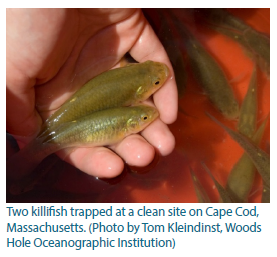 Two killifish trapped at a clean site on Cape Cod,
Massachusetts. (Photo by Tom Kleindinst, Woods
Hole Oceanographic Institution)